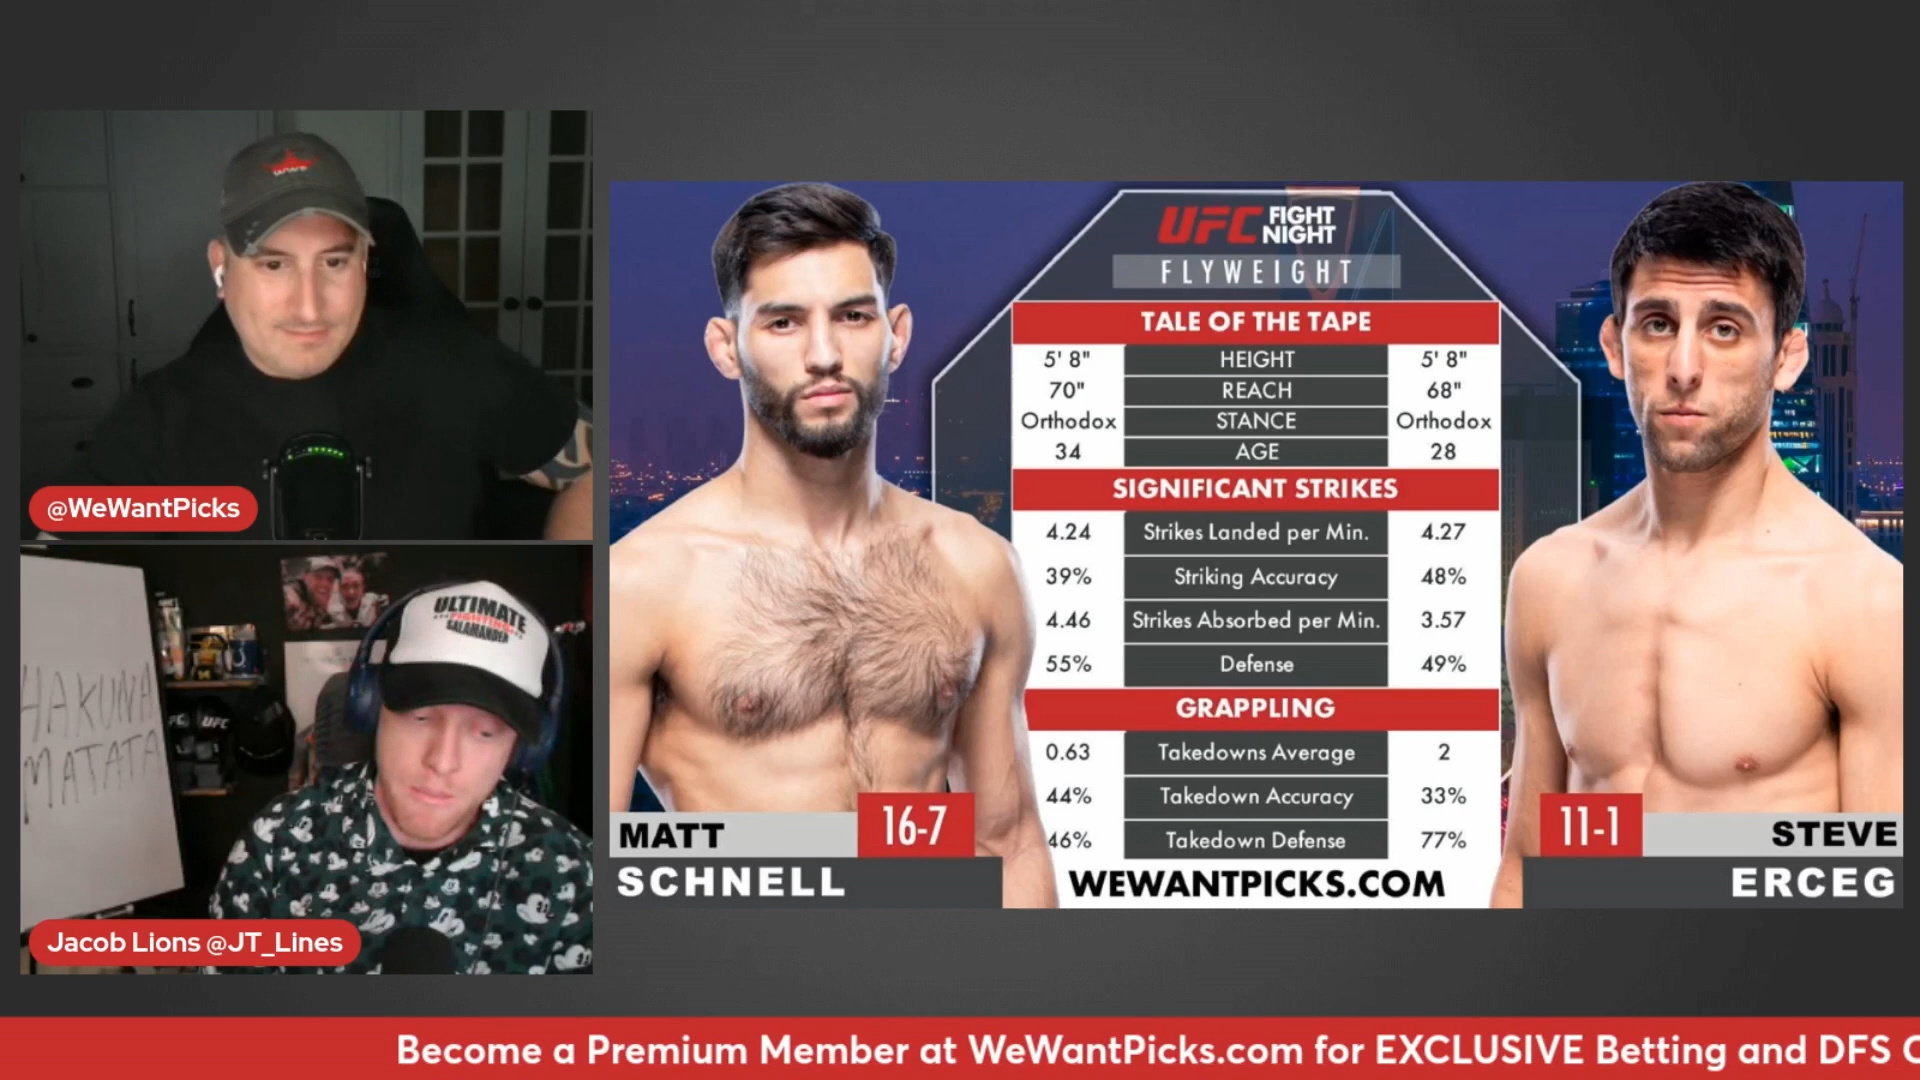 @WeWantPicks
ULTIMATE
FIGHTING
SALAMANDER
HAKUNA
MATATA
UFC
Jacob Lions @JT_Lines
UFC FIGHT NIGHT
FLYWEIGHT
TALE OF THE TAPE
5' 8" HEIGHT 5' 8"
70" REACH 68"
Orthodox STANCE Orthodox
34 AGE 28
SIGNIFICANT STRIKES
4.24 Strikes Landed per Min. 4.27
39% Striking Accuracy 48%
4.46 Strikes Absorbed per Min. 3.57
55% Defense 49%
GRAPPLING
0.63 Takedowns Average 2
44% Takedown Accuracy 33%
46% Takedown Defense 77%
WEWANTPICKS.COM
MATT 16-7
SCHNELL
11-1 STEVE
ERCEG
Become a Premium Member at WeWantPicks.com for EXCLUSIVE Betting and DFS